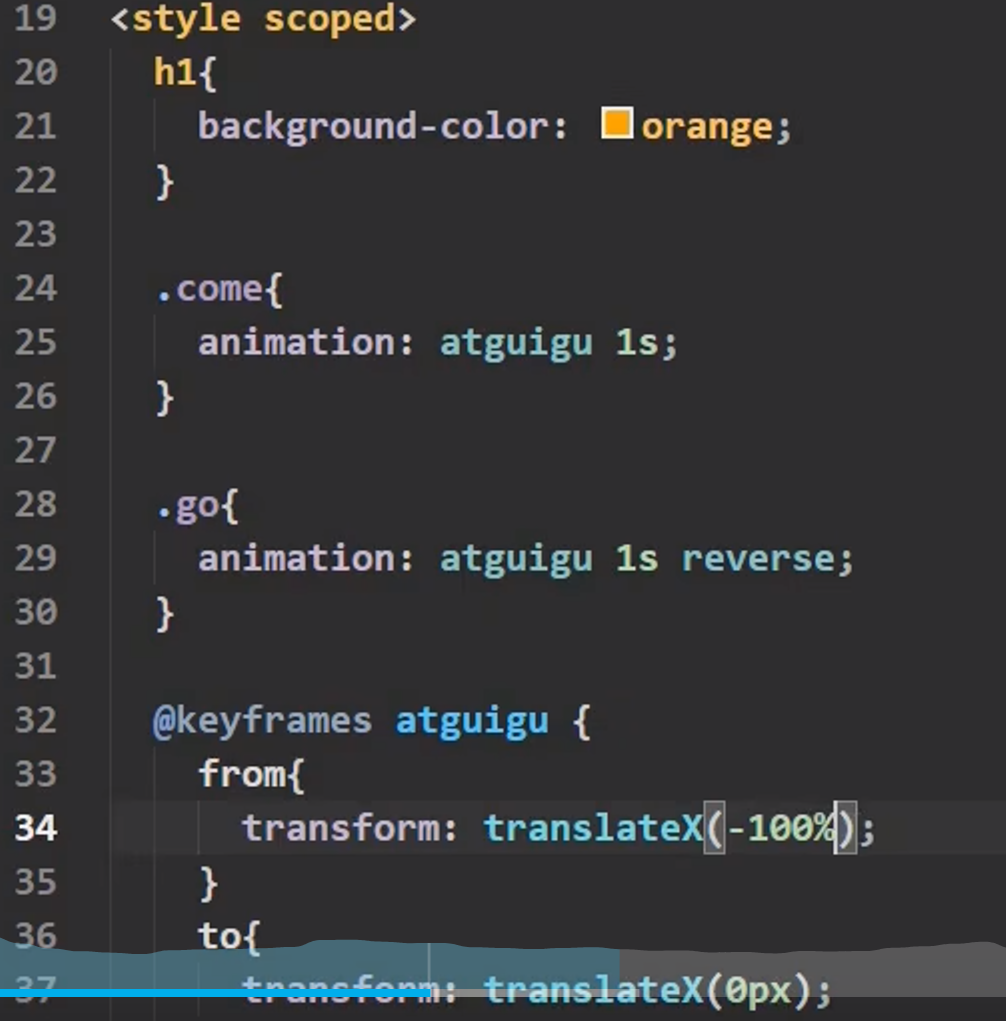 19 <style scoped>
20 h1{
21 background-color: orange;
22 }
23
24 .come{
25 animation: atguigu 1s;
26 }
27
28 .go{
29 animation: atguigu 1s reverse;
30 }
31
32 @keyframes atguigu {
33 from{
34 transform: translateX(-100%);
35 }
36 to{
37 transform: translateX(0px);